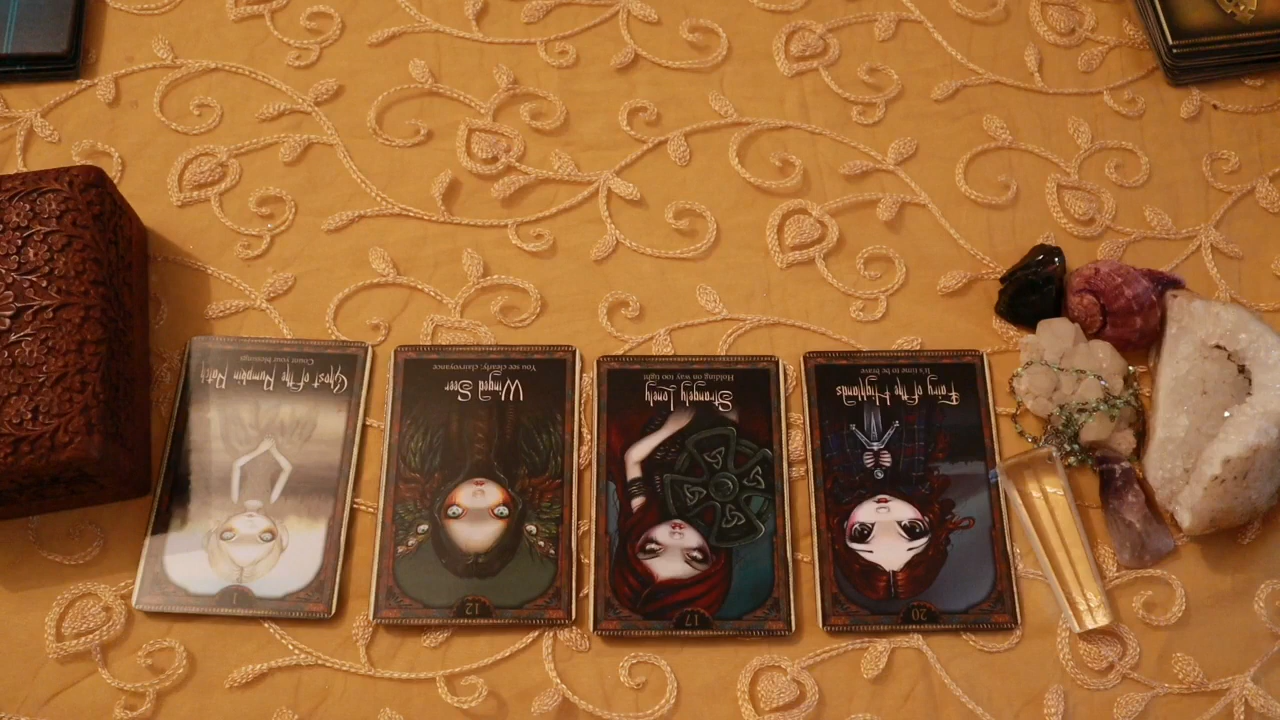 1
Ghost of the Pumpkin Patch
Count your blessings
12
Winged Seer
You see clearly: clairvoyance
17
Strangely Lonely
Holding on way too tight
20
Fairy of the Highlands
It's time to be brave